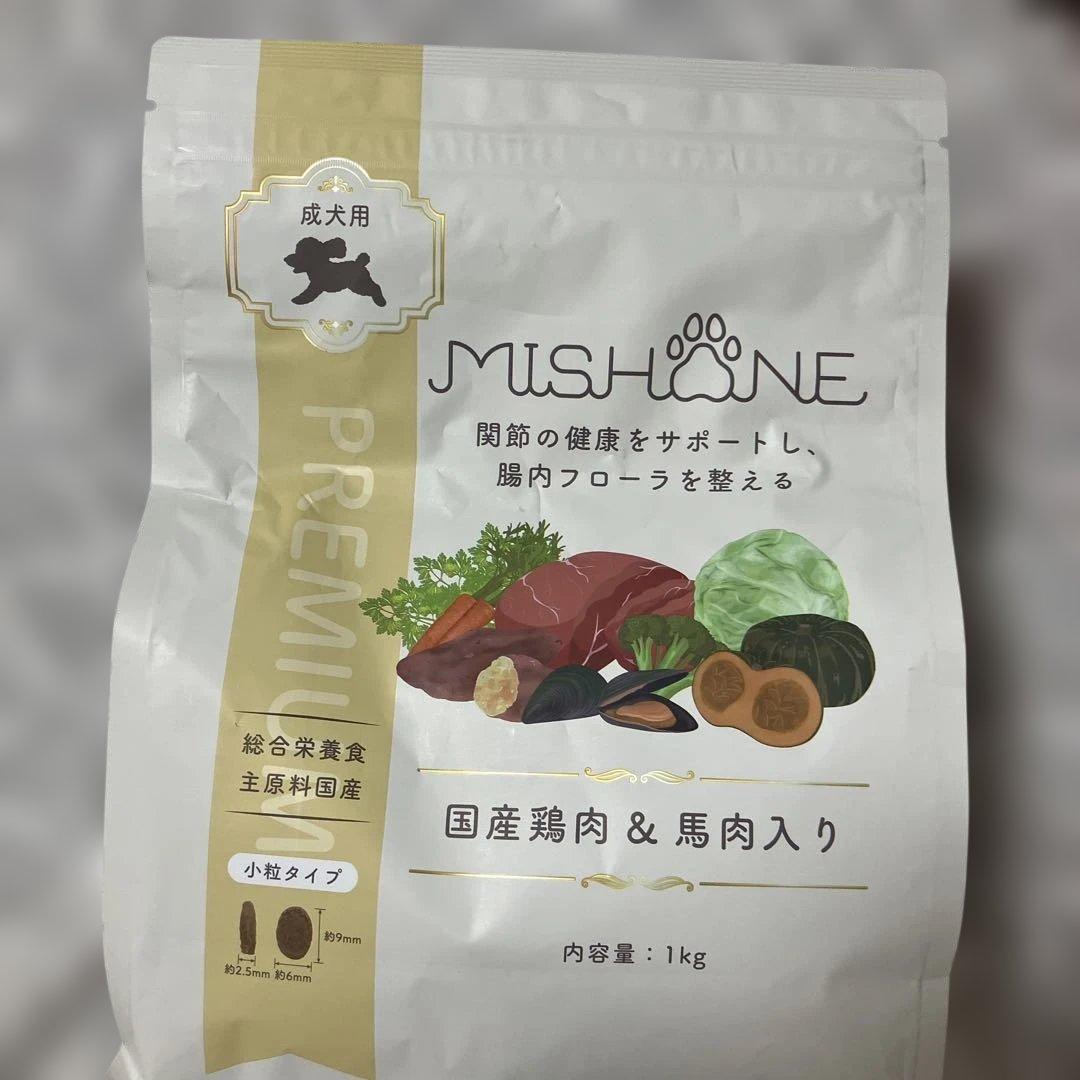 成犬用
PREMIUM
MISHONE
関節の健康をサポートし、
腸内フローラを整える
総合栄養食
主原料国産
国産鶏肉&馬肉入り
小粒タイプ
約9mm
約2.5mm 約6mm
内容量:1kg